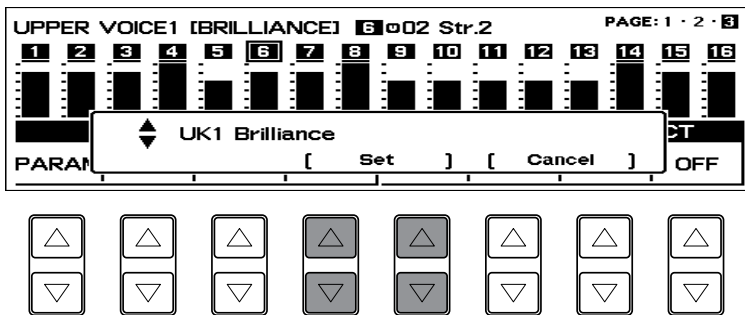 UPPER VOICE1 [BRILLIANCE] 6 02 Str.2 PAGE: 1 · 2 · 3
1 2 3 4 5 6 7 8 9 10 11 12 13 14 15 16
UK1 Brilliance
CT
[ Set ] [ Cancel ]
PARAM OFF